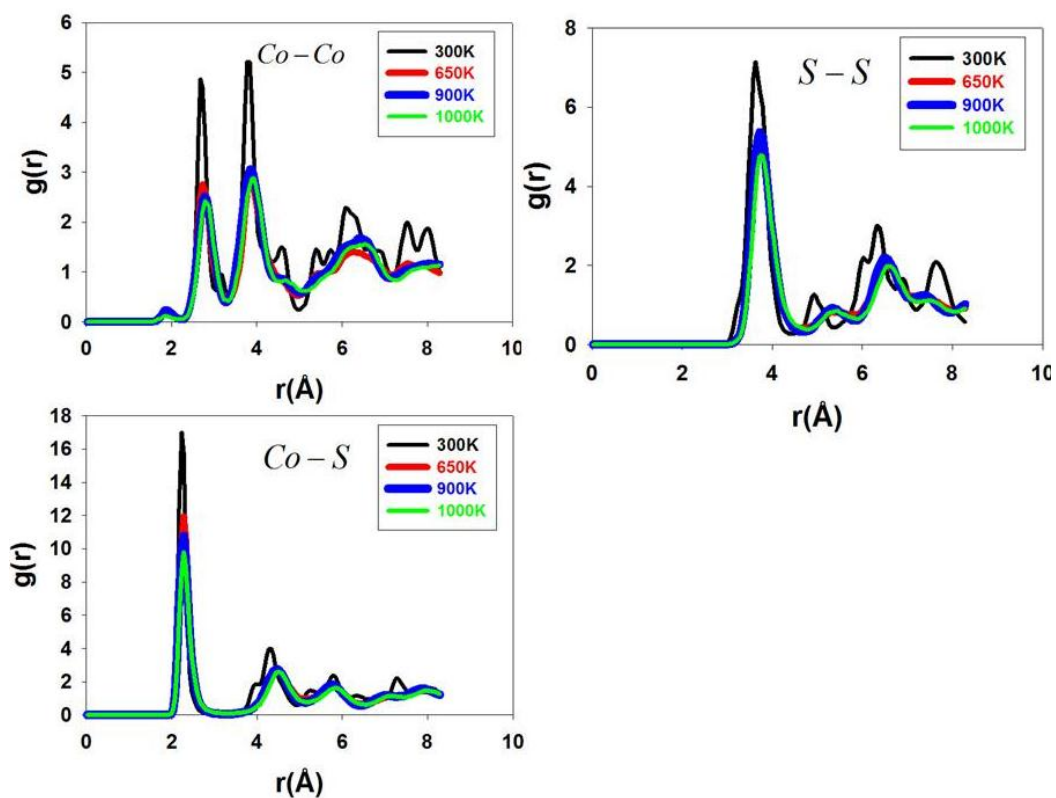 Co – Co
300K
650K
900K
1000K
6
5
4
3
2
1
0
g(r)
0 2 4 6 8 10
r(Å)
S – S
300K
650K
900K
1000K
8
6
4
2
0
g(r)
0 2 4 6 8 10
r(Å)
Co – S
300K
650K
900K
1000K
18
16
14
12
10
8
6
4
2
0
g(r)
0 2 4 6 8 10
r(Å)